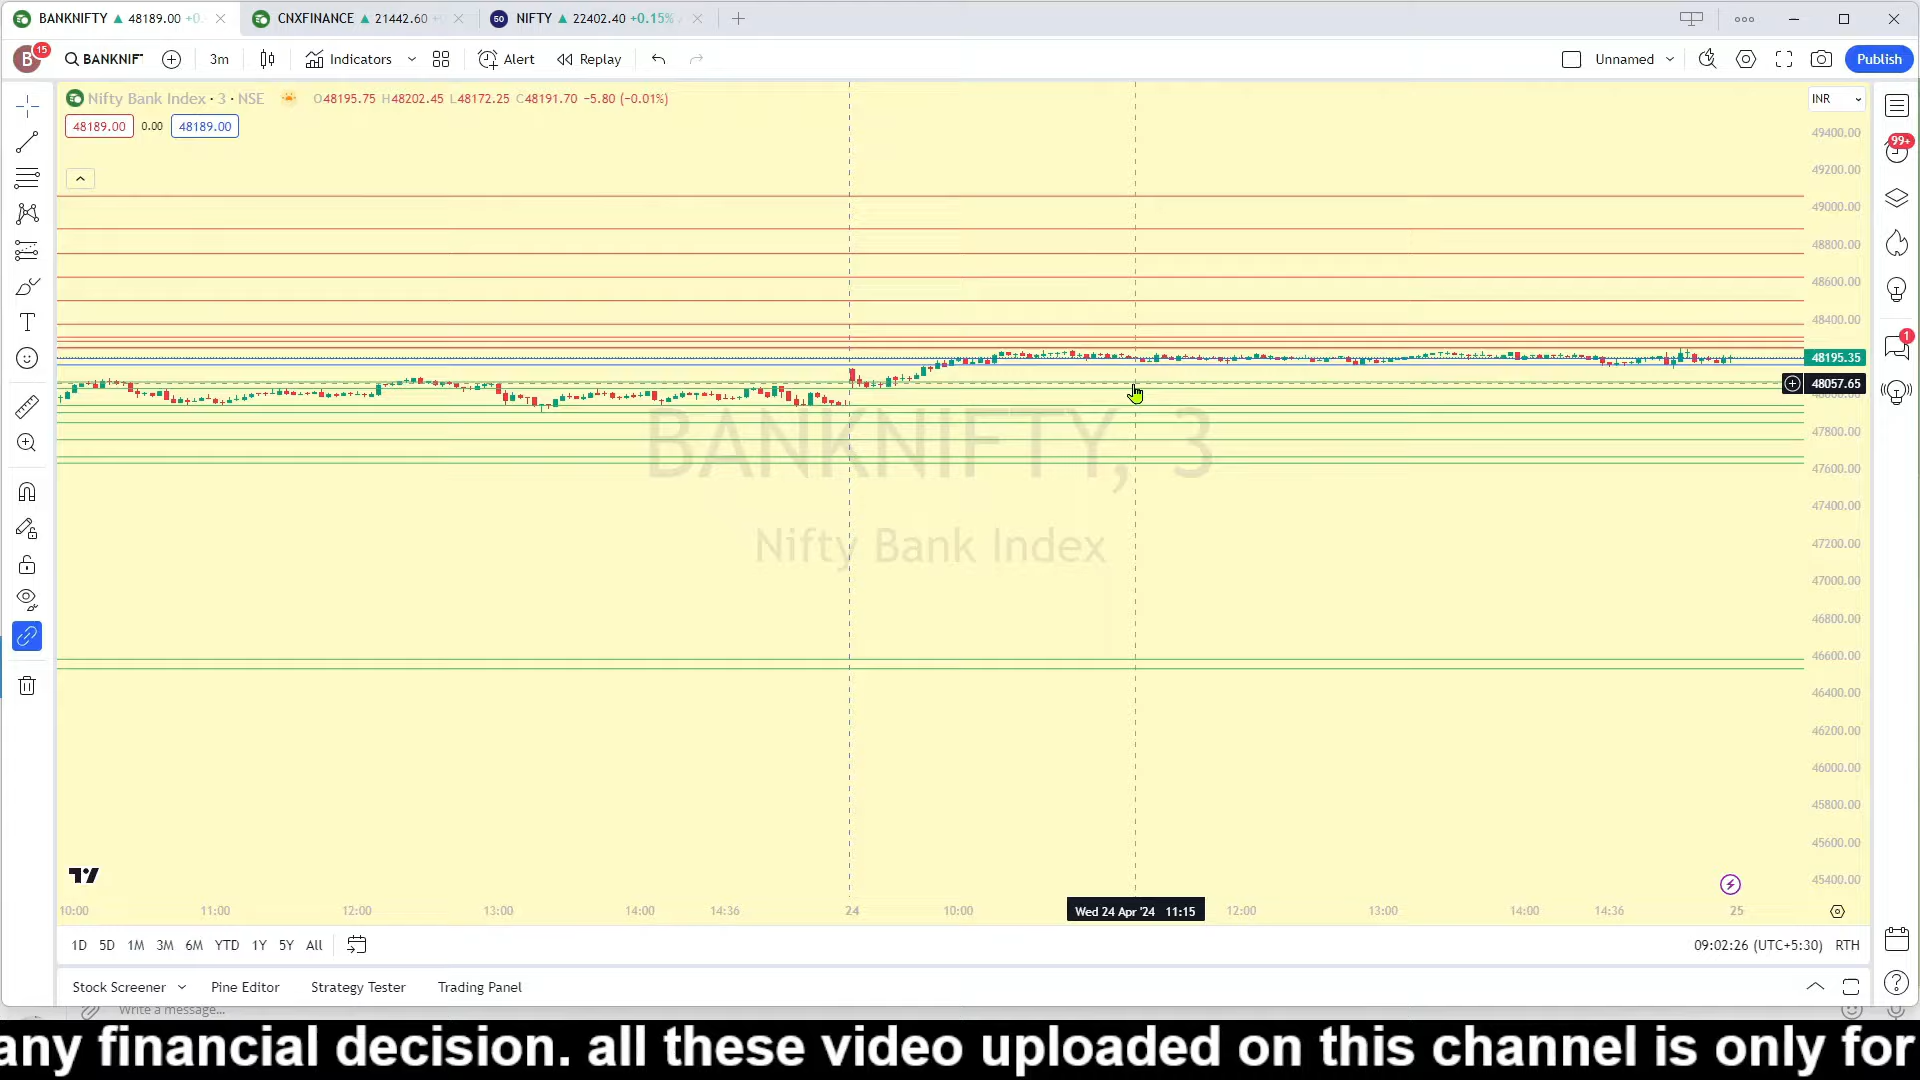 BANKNIFTY ▲ 48189.00 +0.
CNXFINANCE ▲ 21442.60
50 NIFTY ▲ 22402.40 +0.15%
B 15 BANKNIF 3m Indicators Alert Replay Unnamed Publish
Nifty Bank Index · 3 · NSE O48195.75 H48202.45 L48172.25 C48191.70 −5.80 (−0.01%)
INR
48189.00 0.00 48189.00
49400.00
99+
49200.00
49000.00
48800.00
48600.00
48400.00
1
48195.35
48057.65
47800.00
47600.00
47400.00
47200.00
47000.00
46800.00
46600.00
46400.00
46200.00
46000.00
45800.00
45600.00
45400.00
BANKNIFTY, 3
Nifty Bank Index
10:00 11:00 12:00 13:00 14:00 14:36 24 10:00 Wed 24 Apr '24 11:15 12:00 13:00 14:00 14:36 25
1D 5D 1M 3M 6M YTD 1Y 5Y All 09:02:26 (UTC+5:30) RTH
Stock Screener Pine Editor Strategy Tester Trading Panel
Write a message...
any financial decision. all these video uploaded on this channel is only for